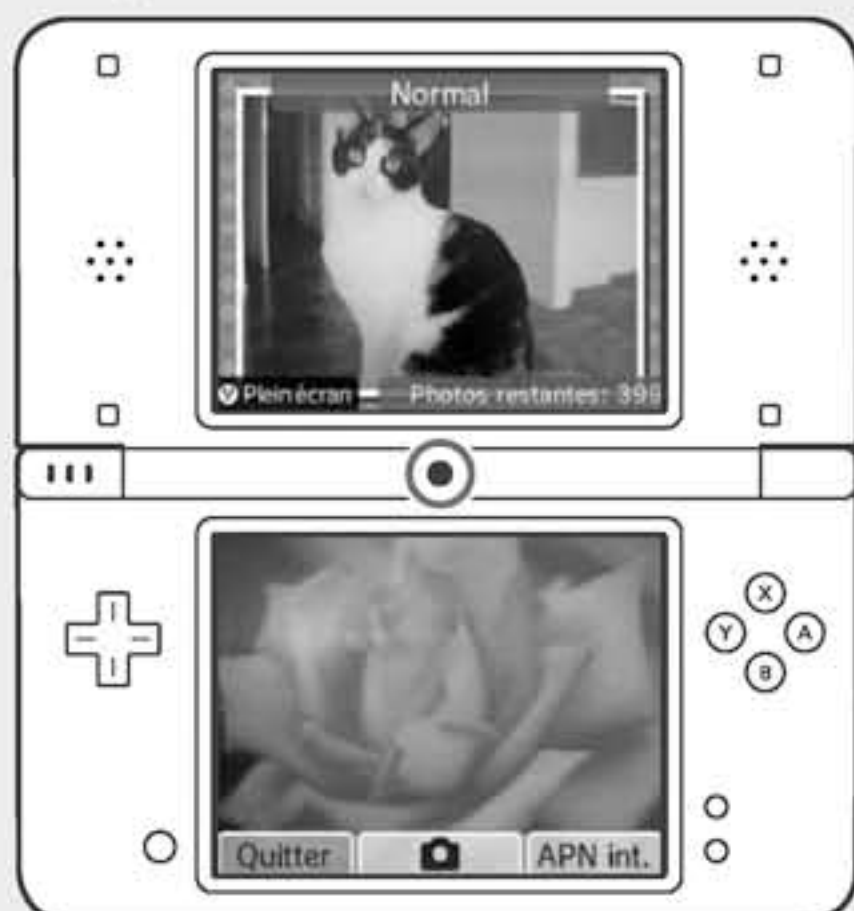 Normal
Ⓨ Plein écran
Photos restantes: 399
X
Y
A
B
Quitter
APN int.